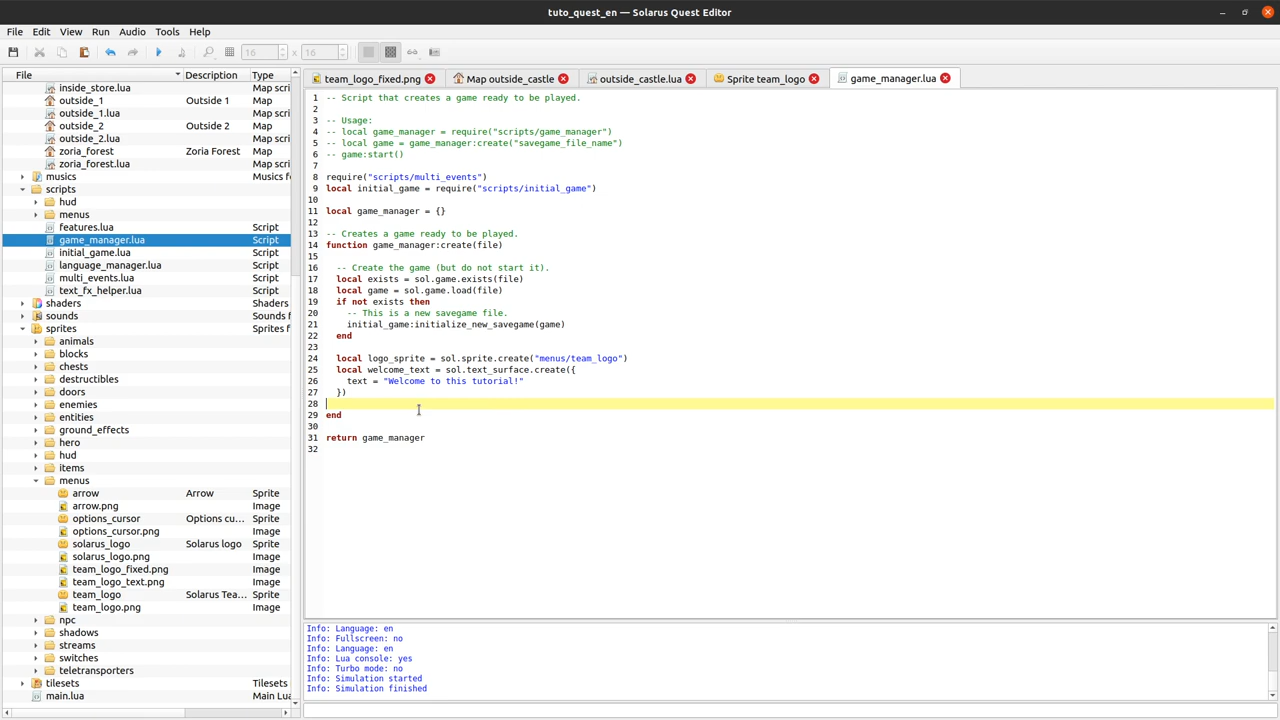 tuto_quest_en — Solarus Quest Editor
File Edit View Run Audio Tools Help
16 x 16
File Description Type
team_logo_fixed.png Map outside_castle outside_castle.lua Sprite team_logo game_manager.lua
inside_store.lua Map scri
outside_1 Outside 1 Map
outside_1.lua Map scri
outside_2 Outside 2 Map
outside_2.lua Map scri
zoria_forest Zoria Forest Map
zoria_forest.lua Map scri
musics Musics fo
scripts
hud
menus
features.lua Script
game_manager.lua Script
initial_game.lua Script
language_manager.lua Script
multi_events.lua Script
text_fx_helper.lua Script
shaders Shaders
sounds Sounds f
sprites Sprites f
animals
blocks
chests
destructibles
doors
enemies
entities
ground_effects
hero
hud
items
menus
arrow Arrow Sprite
arrow.png Image
options_cursor Options cu... Sprite
options_cursor.png Image
solarus_logo Solarus logo Sprite
solarus_logo.png Image
team_logo_fixed.png Image
team_logo_text.png Image
team_logo Solarus Tea... Sprite
team_logo.png Image
npc
shadows
streams
switches
teletransporters
tilesets Tilesets
main.lua Main Lua
1 -- Script that creates a game ready to be played.
2
3 -- Usage:
4 -- local game_manager = require("scripts/game_manager")
5 -- local game = game_manager:create("savegame_file_name")
6 -- game:start()
7
8 require("scripts/multi_events")
9 local initial_game = require("scripts/initial_game")
10
11 local game_manager = {}
12
13 -- Creates a game ready to be played.
14 function game_manager:create(file)
15
16 -- Create the game (but do not start it).
17 local exists = sol.game.exists(file)
18 local game = sol.game.load(file)
19 if not exists then
20 -- This is a new savegame file.
21 initial_game:initialize_new_savegame(game)
22 end
23
24 local logo_sprite = sol.sprite.create("menus/team_logo")
25 local welcome_text = sol.text_surface.create({
26 text = "Welcome to this tutorial!"
27 })
28
29 end
30
31 return game_manager
32
Info: Language: en
Info: Fullscreen: no
Info: Language: en
Info: Lua console: yes
Info: Turbo mode: no
Info: Simulation started
Info: Simulation finished